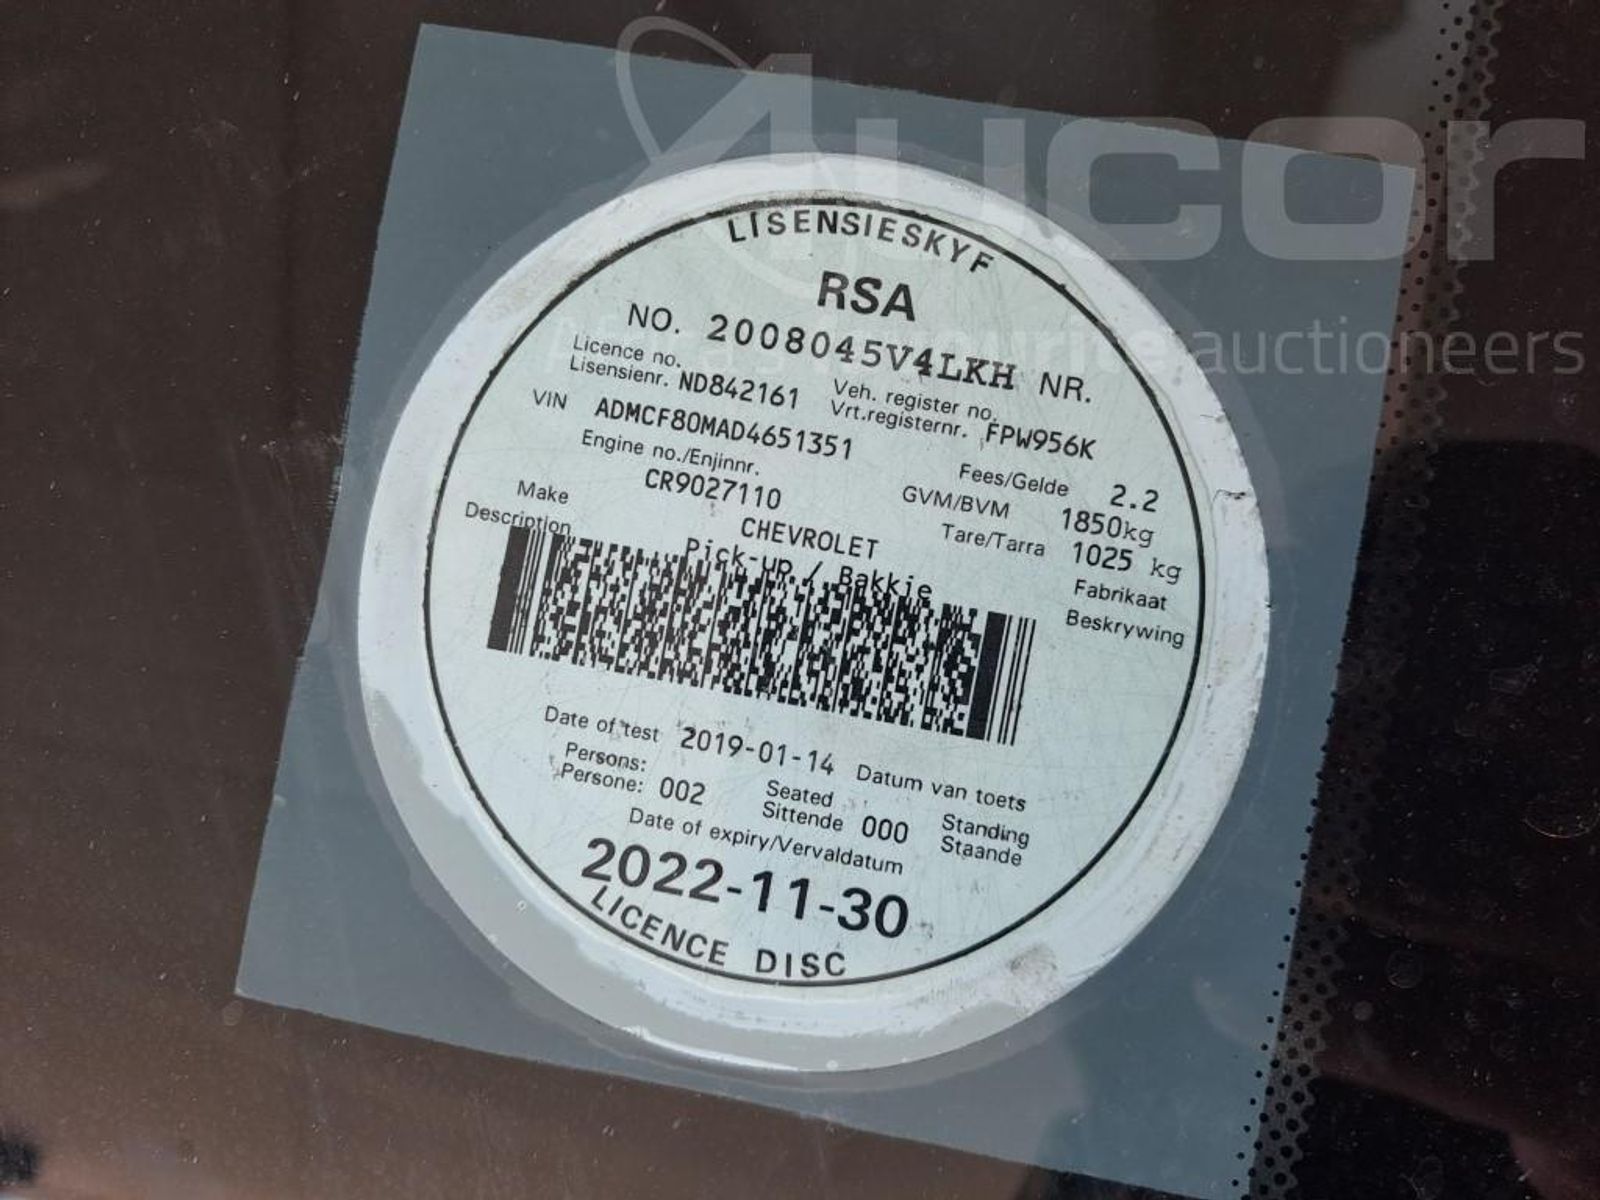 Aucor
auctioneers
LISENSIESKYF
RSA
NO. 2008045V4LKH NR.
Licence no.
Lisensienr. ND842161
Veh. register no.
Vrt.registernr. FPW956K
VIN ADMCF80MAD4651351
Engine no./Enjinnr.
CR9027110
Fees/Gelde 2.2
GVM/BVM 1850kg
Tare/Tarra 1025 kg
Make CHEVROLET Fabrikaat
Description Pick-up / Bakkie Beskrywing
Date of test 2019-01-14 Datum van toets
Persons:
Persone: 002
Seated
Sittende 000
Standing
Staande
Date of expiry/Vervaldatum
2022-11-30
LICENCE DISC